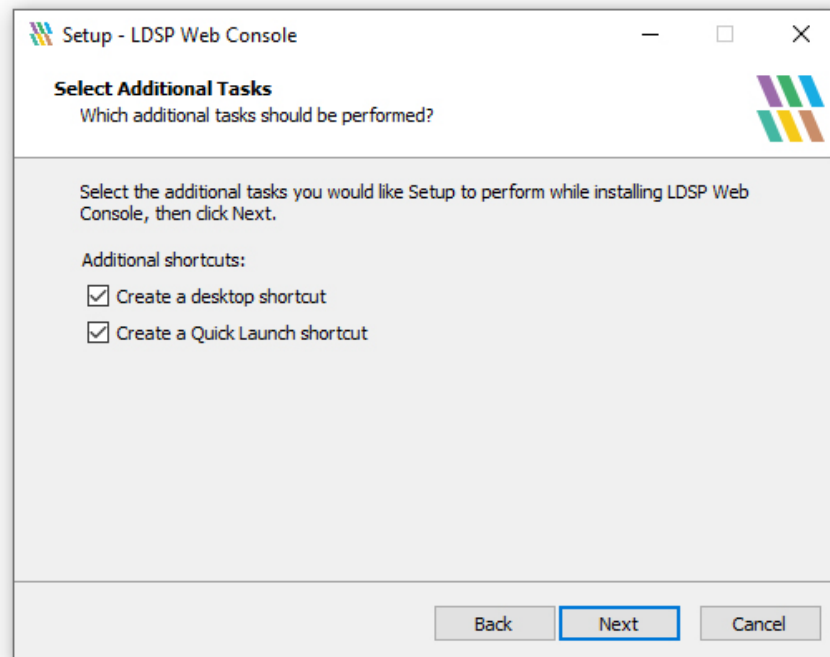 Setup - LDSP Web Console
Select Additional Tasks
Which additional tasks should be performed?
Select the additional tasks you would like Setup to perform while installing LDSP Web
Console, then click Next.
Additional shortcuts:
Create a desktop shortcut
Create a Quick Launch shortcut
Back
Next
Cancel